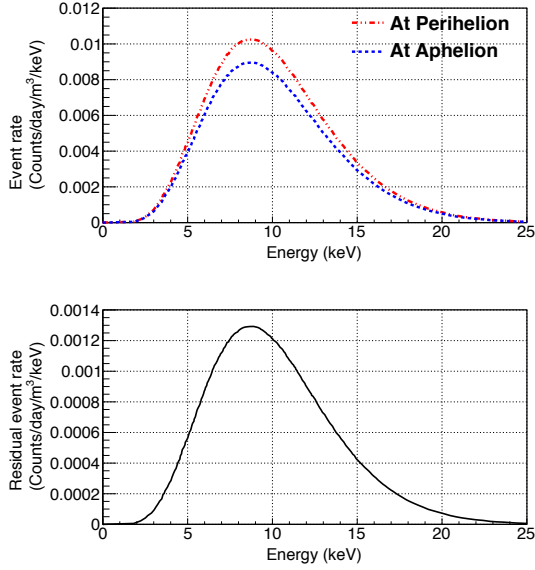 0.012
0.01
0.008
0.006
0.004
0.002
0
Event rate
(Counts/day/m³/keV)
At Perihelion
At Aphelion
0 5 10 15 20 25
Energy (keV)
0.0014
0.0012
0.001
0.0008
0.0006
0.0004
0.0002
0
Residual event rate
(Counts/day/m³/keV)
0 5 10 15 20 25
Energy (keV)